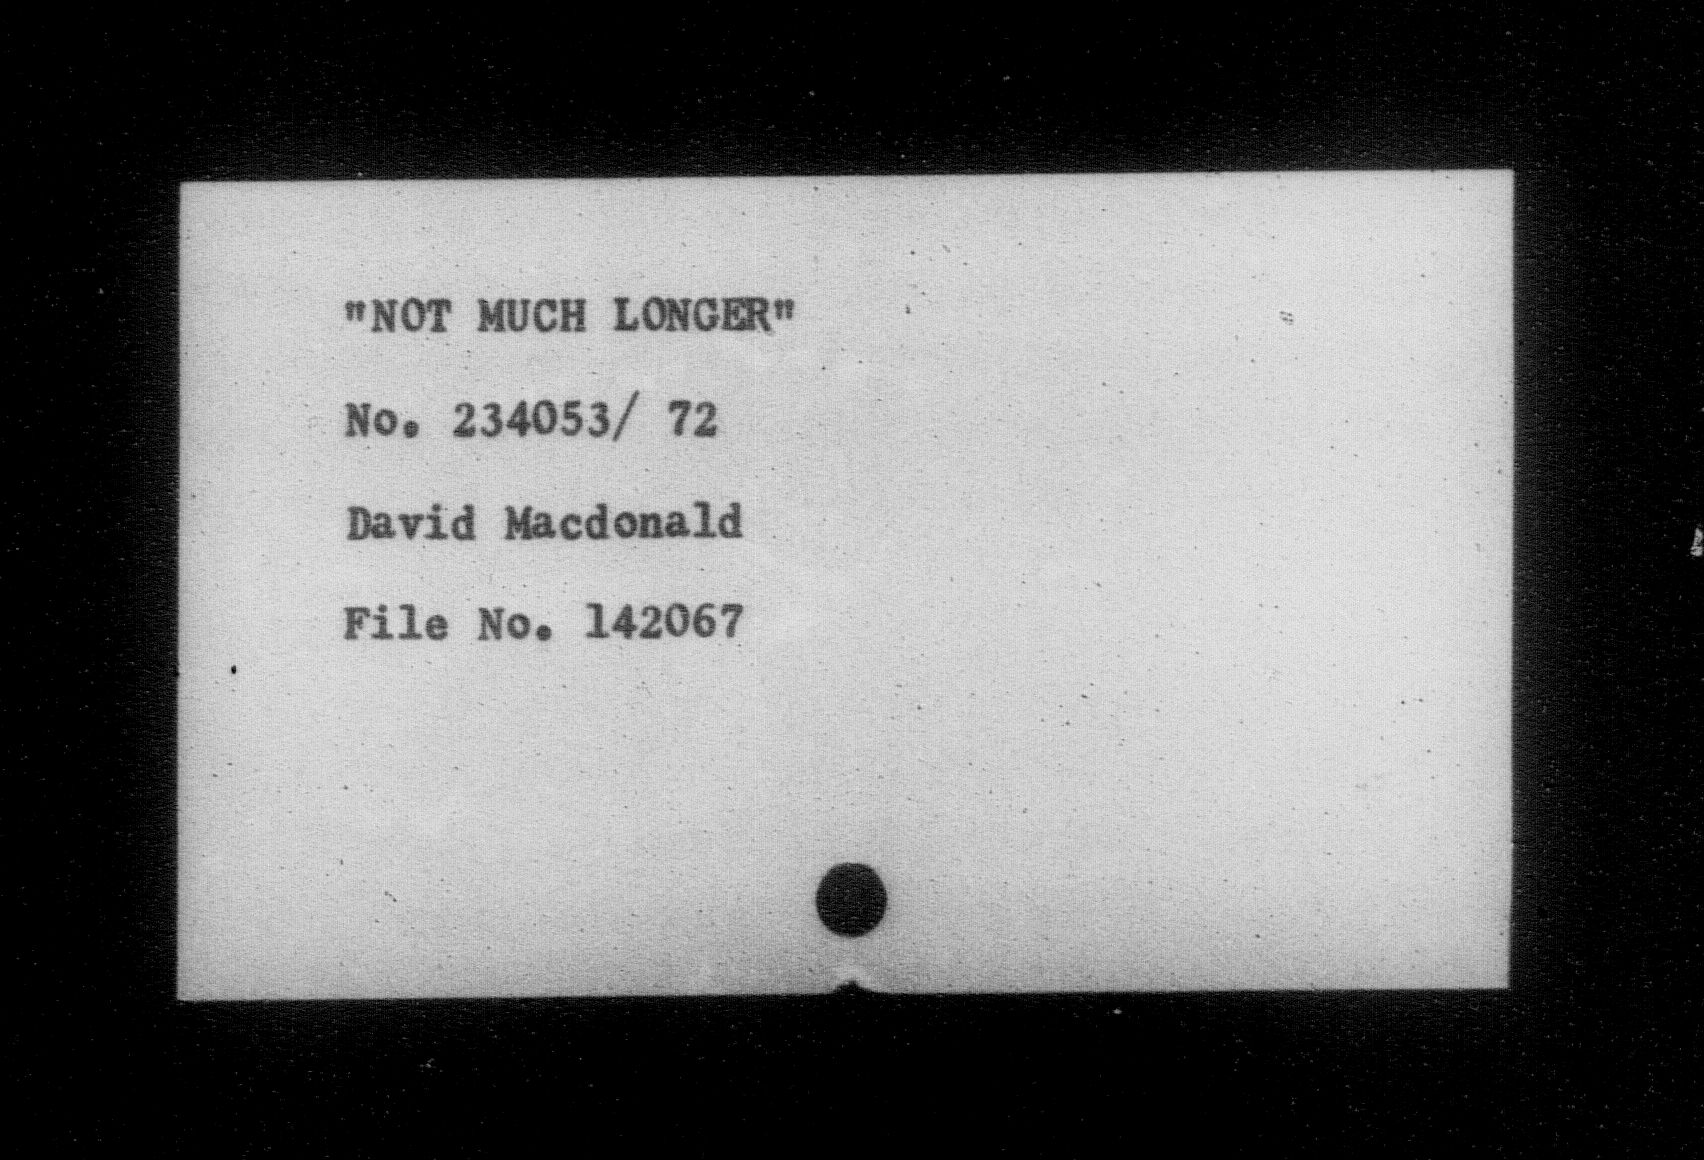 "NOT MUCH LONGER"
No. 234053/ 72
David Macdonald
File No. 142067